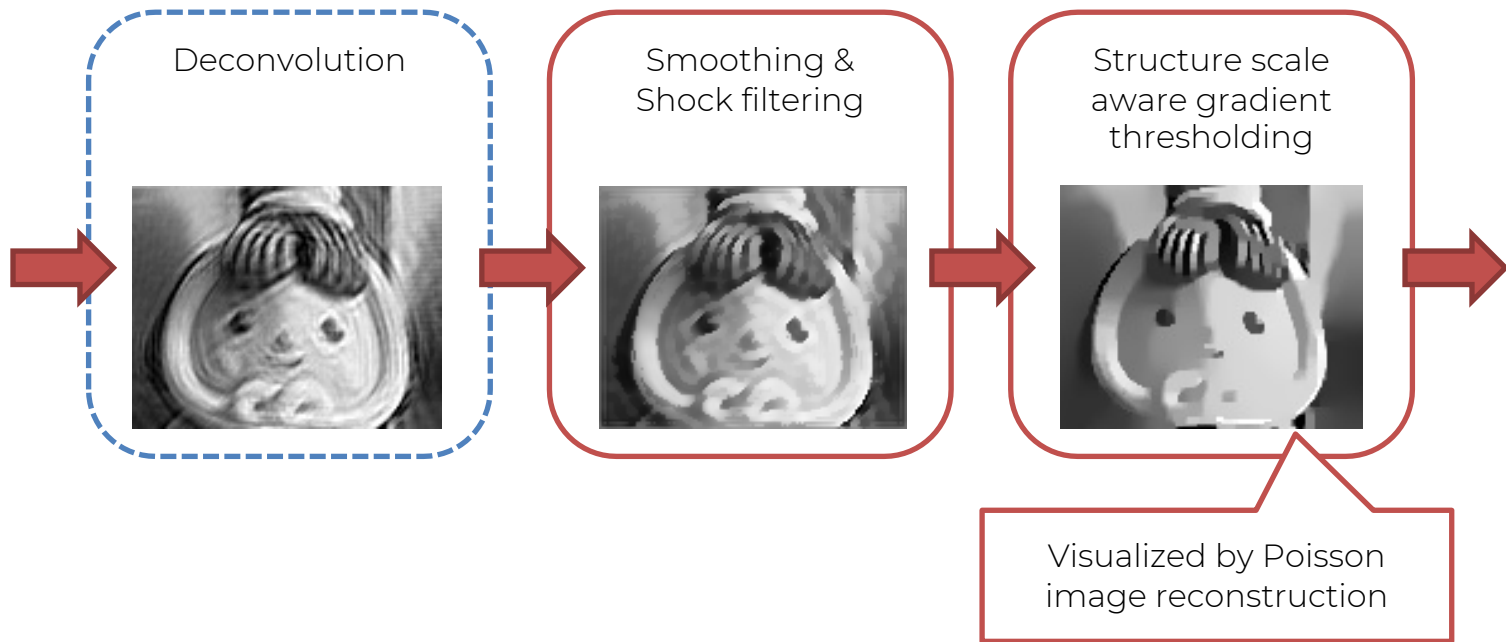 Deconvolution
Smoothing &
Shock filtering
Structure scale
aware gradient
thresholding
Visualized by Poisson
image reconstruction